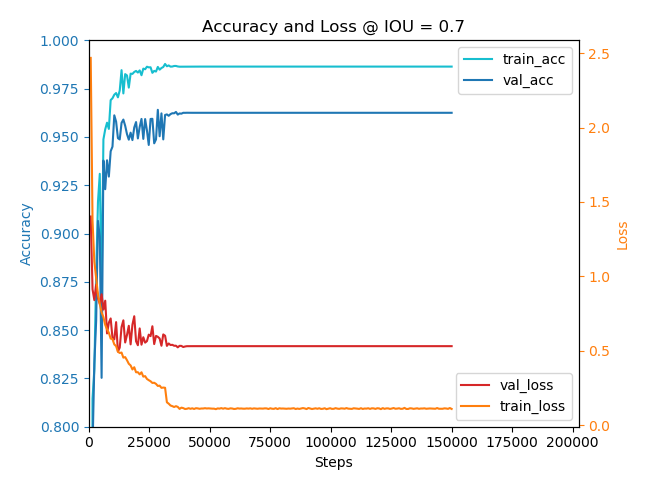 Accuracy and Loss @ IOU = 0.7
1.000
0.975
0.950
0.925
0.900
0.875
0.850
0.825
0.800
Accuracy
train_acc
val_acc
2.5
2.0
1.5
1.0
0.5
0.0
Loss
val_loss
train_loss
0 25000 50000 75000 100000 125000 150000 175000 200000
Steps